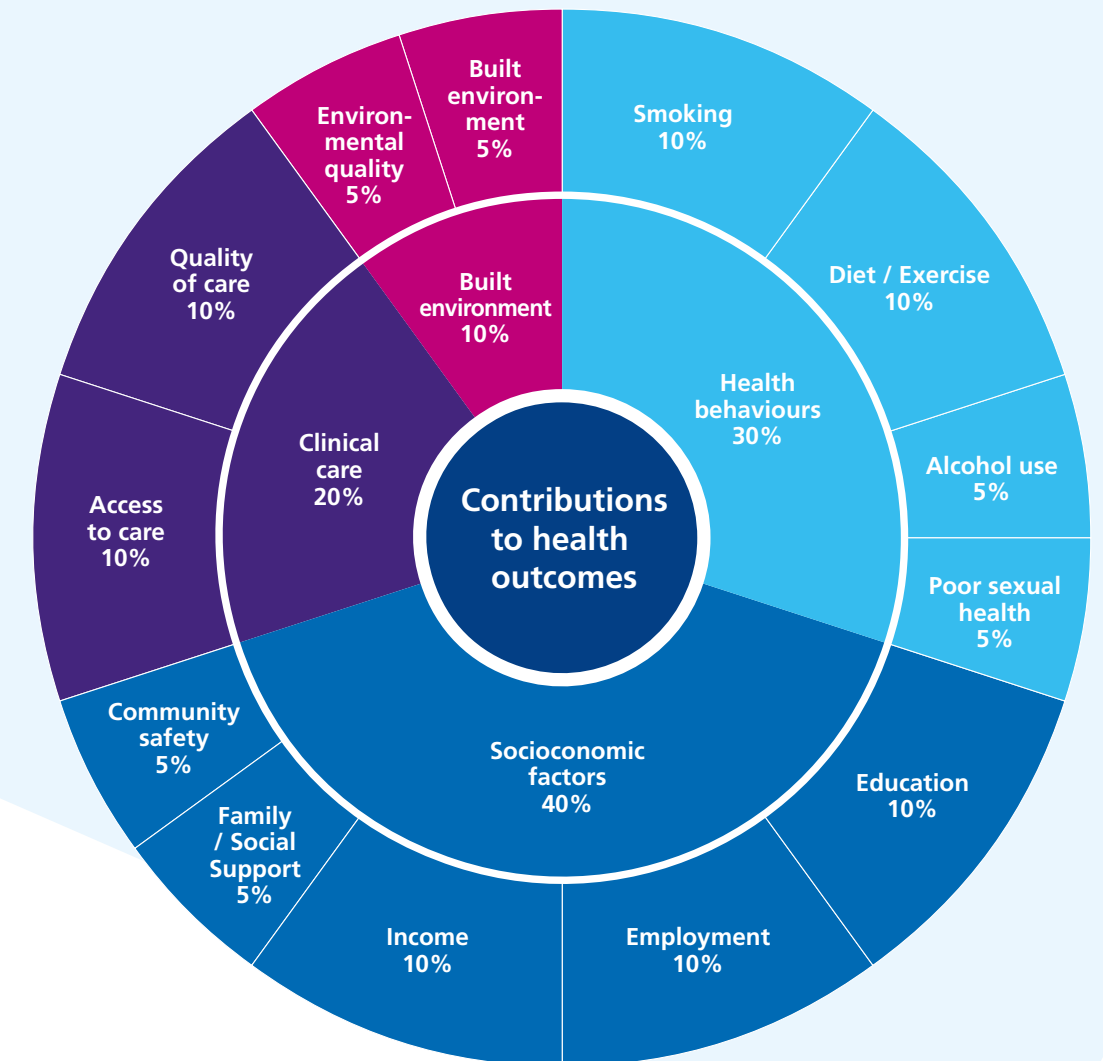 Contributions
to health
outcomes
Built
environment
10%
Health
behaviours
30%
Socioeconomic
factors
40%
Clinical
care
20%
Built
environ-
ment
5%
Smoking
10%
Diet / Exercise
10%
Alcohol use
5%
Poor sexual
health
5%
Education
10%
Employment
10%
Income
10%
Family
/ Social
Support
5%
Community
safety
5%
Access
to care
10%
Quality
of care
10%
Environ-
mental
quality
5%